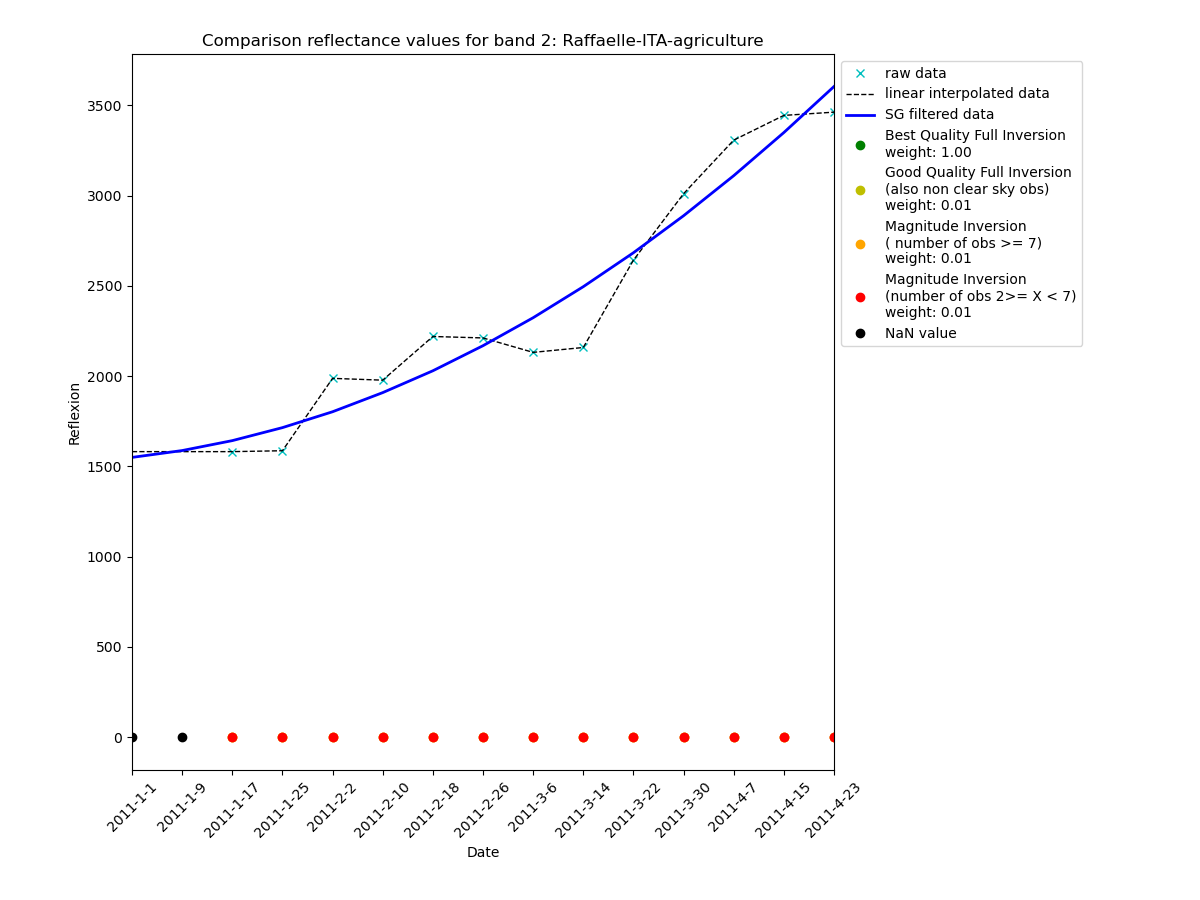 Comparison reflectance values for band 2: Raffaelle-ITA-agriculture
raw data
linear interpolated data
SG filtered data
Best Quality Full Inversion
weight: 1.00
Good Quality Full Inversion
(also non clear sky obs)
weight: 0.01
Magnitude Inversion
( number of obs >= 7)
weight: 0.01
Magnitude Inversion
(number of obs 2>= X < 7)
weight: 0.01
NaN value
Reflexion
3500
3000
2500
2000
1500
1000
500
0
2011-1-1
2011-1-9
2011-1-17
2011-1-25
2011-2-2
2011-2-10
2011-2-18
2011-2-26
2011-3-6
2011-3-14
2011-3-22
2011-3-30
2011-4-7
2011-4-15
2011-4-23
Date